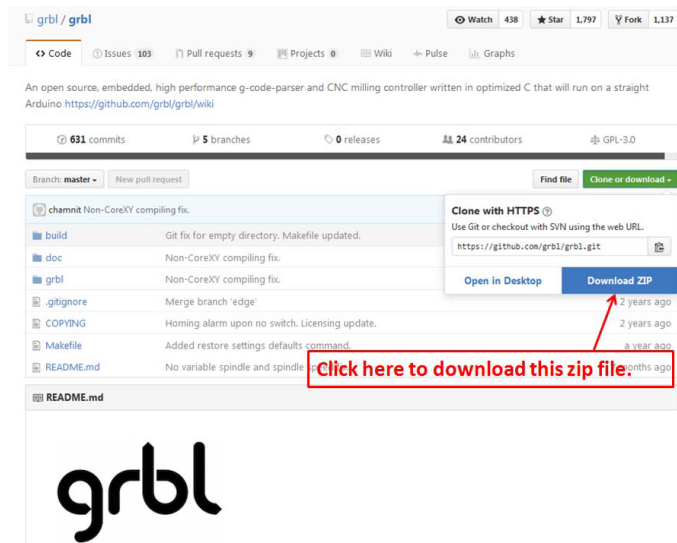 grbl / grbl
Watch 438 Star 1,797 Fork 1,137
Code Issues 103 Pull requests 9 Projects 0 Wiki Pulse Graphs
An open source, embedded, high performance g-code-parser and CNC milling controller written in optimized C that will run on a straight
Arduino https://github.com/grbl/grbl/wiki
631 commits 5 branches 0 releases 24 contributors GPL-3.0
Branch: master New pull request Find file Clone or download
chamnit Non-CoreXY compiling fix.
Clone with HTTPS
Use Git or checkout with SVN using the web URL.
https://github.com/grbl/grbl.git
Open in Desktop Download ZIP
build Git fix for empty directory. Makefile updated.
doc Non-CoreXY compiling fix.
grbl Non-CoreXY compiling fix.
.gitignore Merge branch 'edge' 2 years ago
COPYING Homing alarm upon no switch. Licensing update. 2 years ago
Makefile Added restore settings defaults command. a year ago
README.md No variable spindle and spindle months ago
Click here to download this zip file.
README.md
grbl